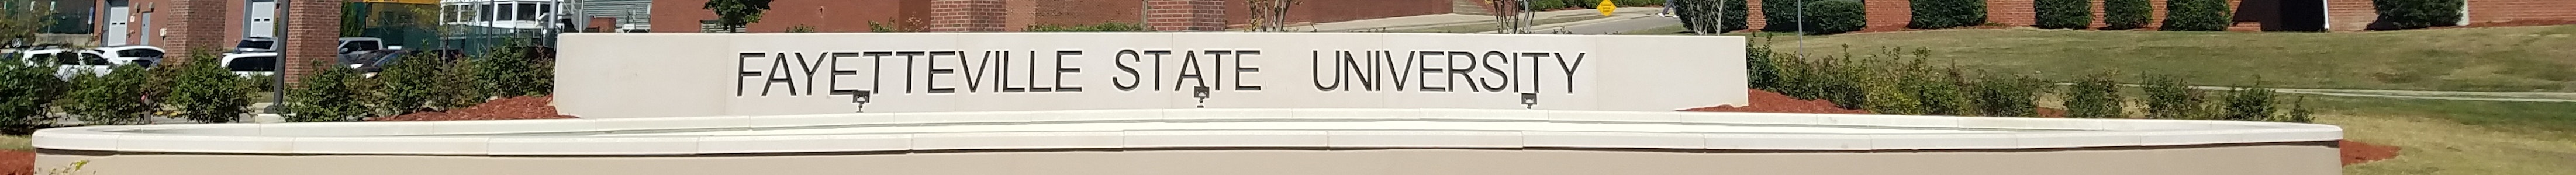 FAYETTEVILLE STATE UNIVERSITY